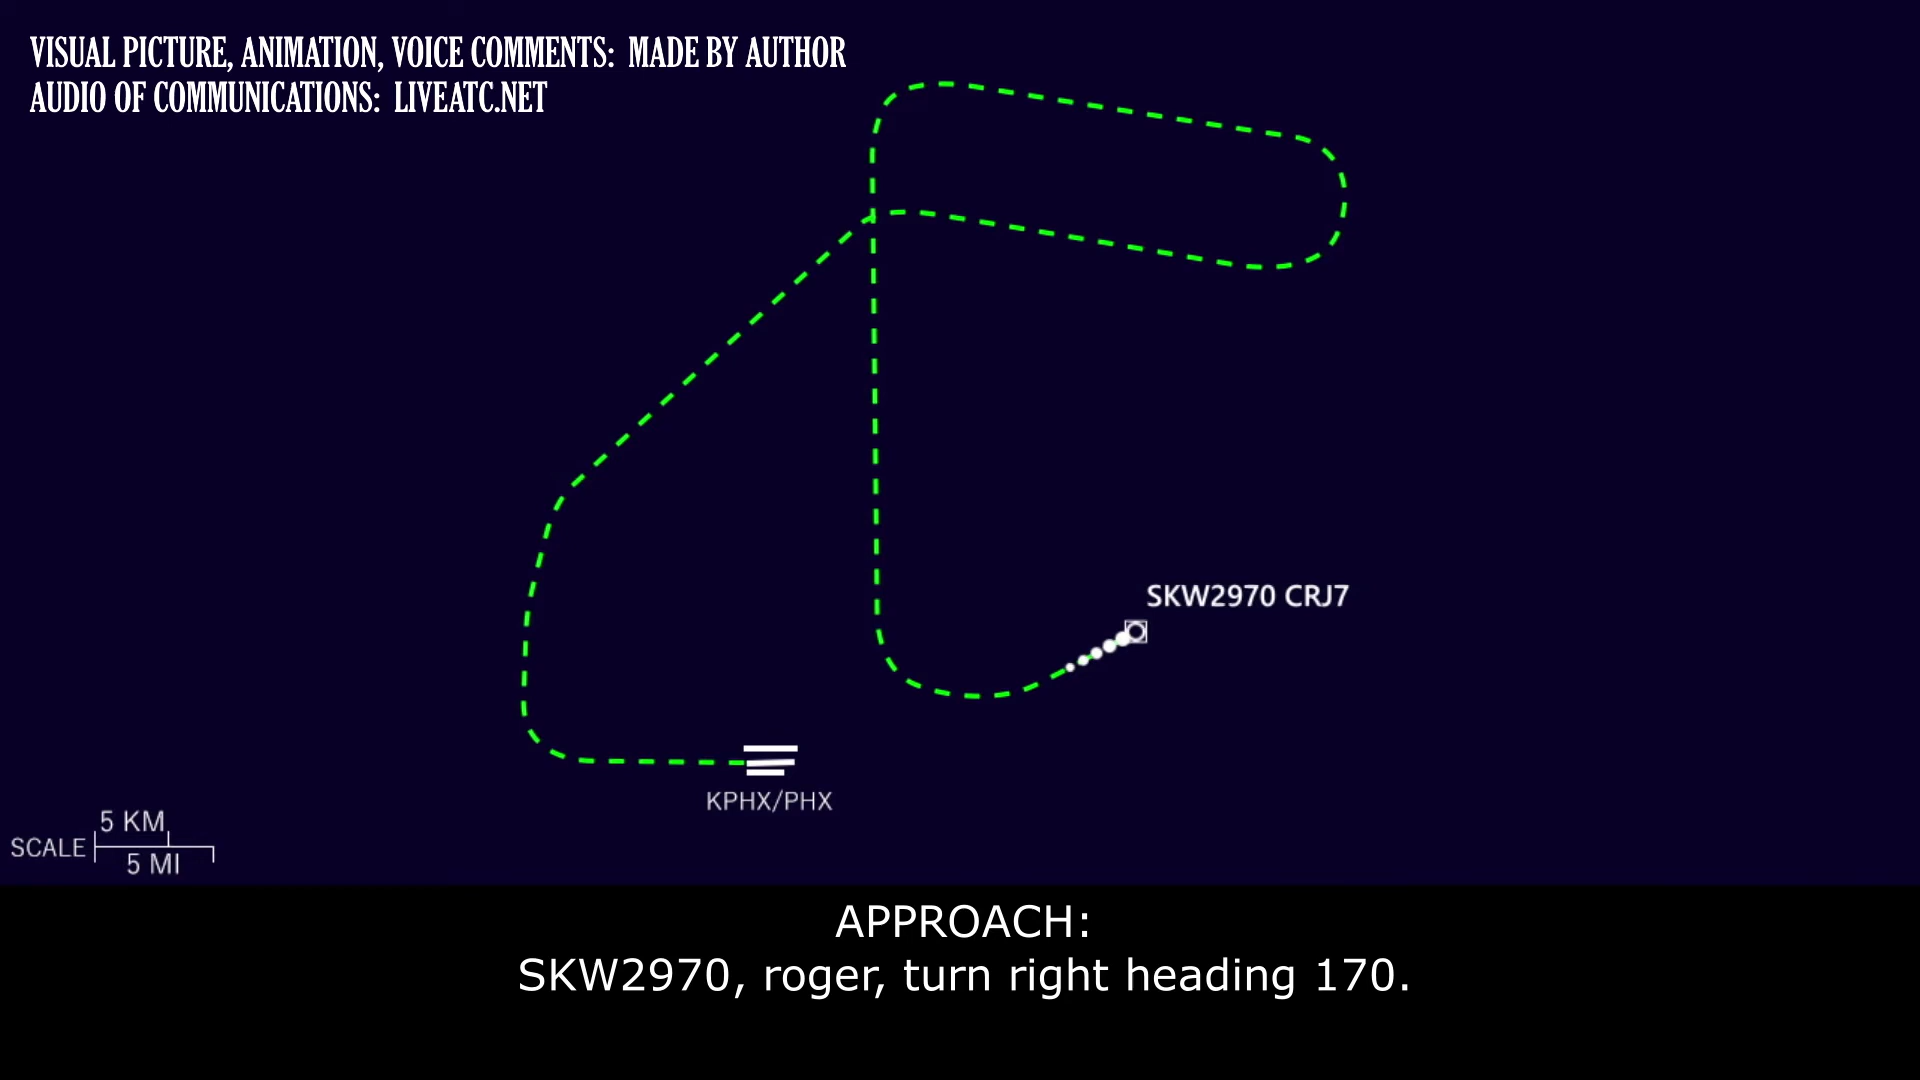 VISUAL PICTURE, ANIMATION, VOICE COMMENTS: MADE BY AUTHOR
AUDIO OF COMMUNICATIONS: LIVEATC.NET
SKW2970 CRJ7
KPHX/PHX
5 KM
SCALE
5 MI
APPROACH:
SKW2970, roger, turn right heading 170.